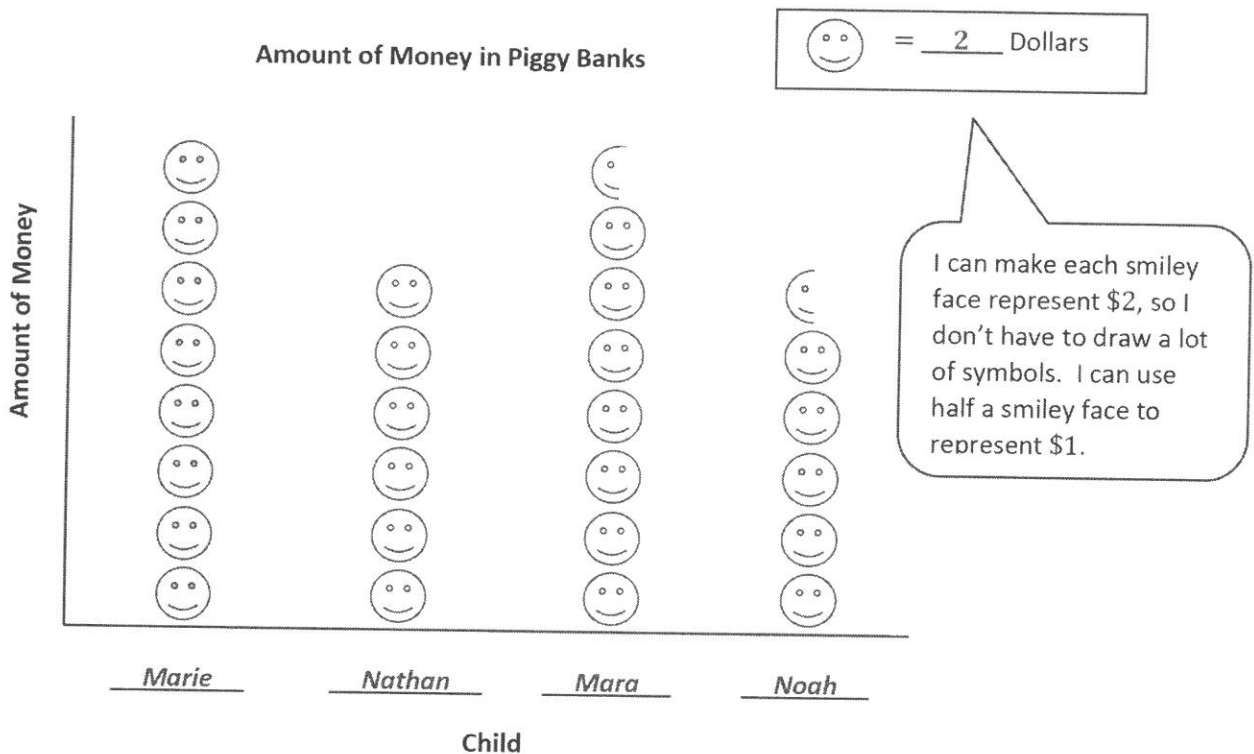 Amount of Money in Piggy Banks
= 2 Dollars
Amount of Money
I can make each smiley
face represent $2, so I
don't have to draw a lot
of symbols. I can use
half a smiley face to
represent $1.
Marie Nathan Mara Noah
Child